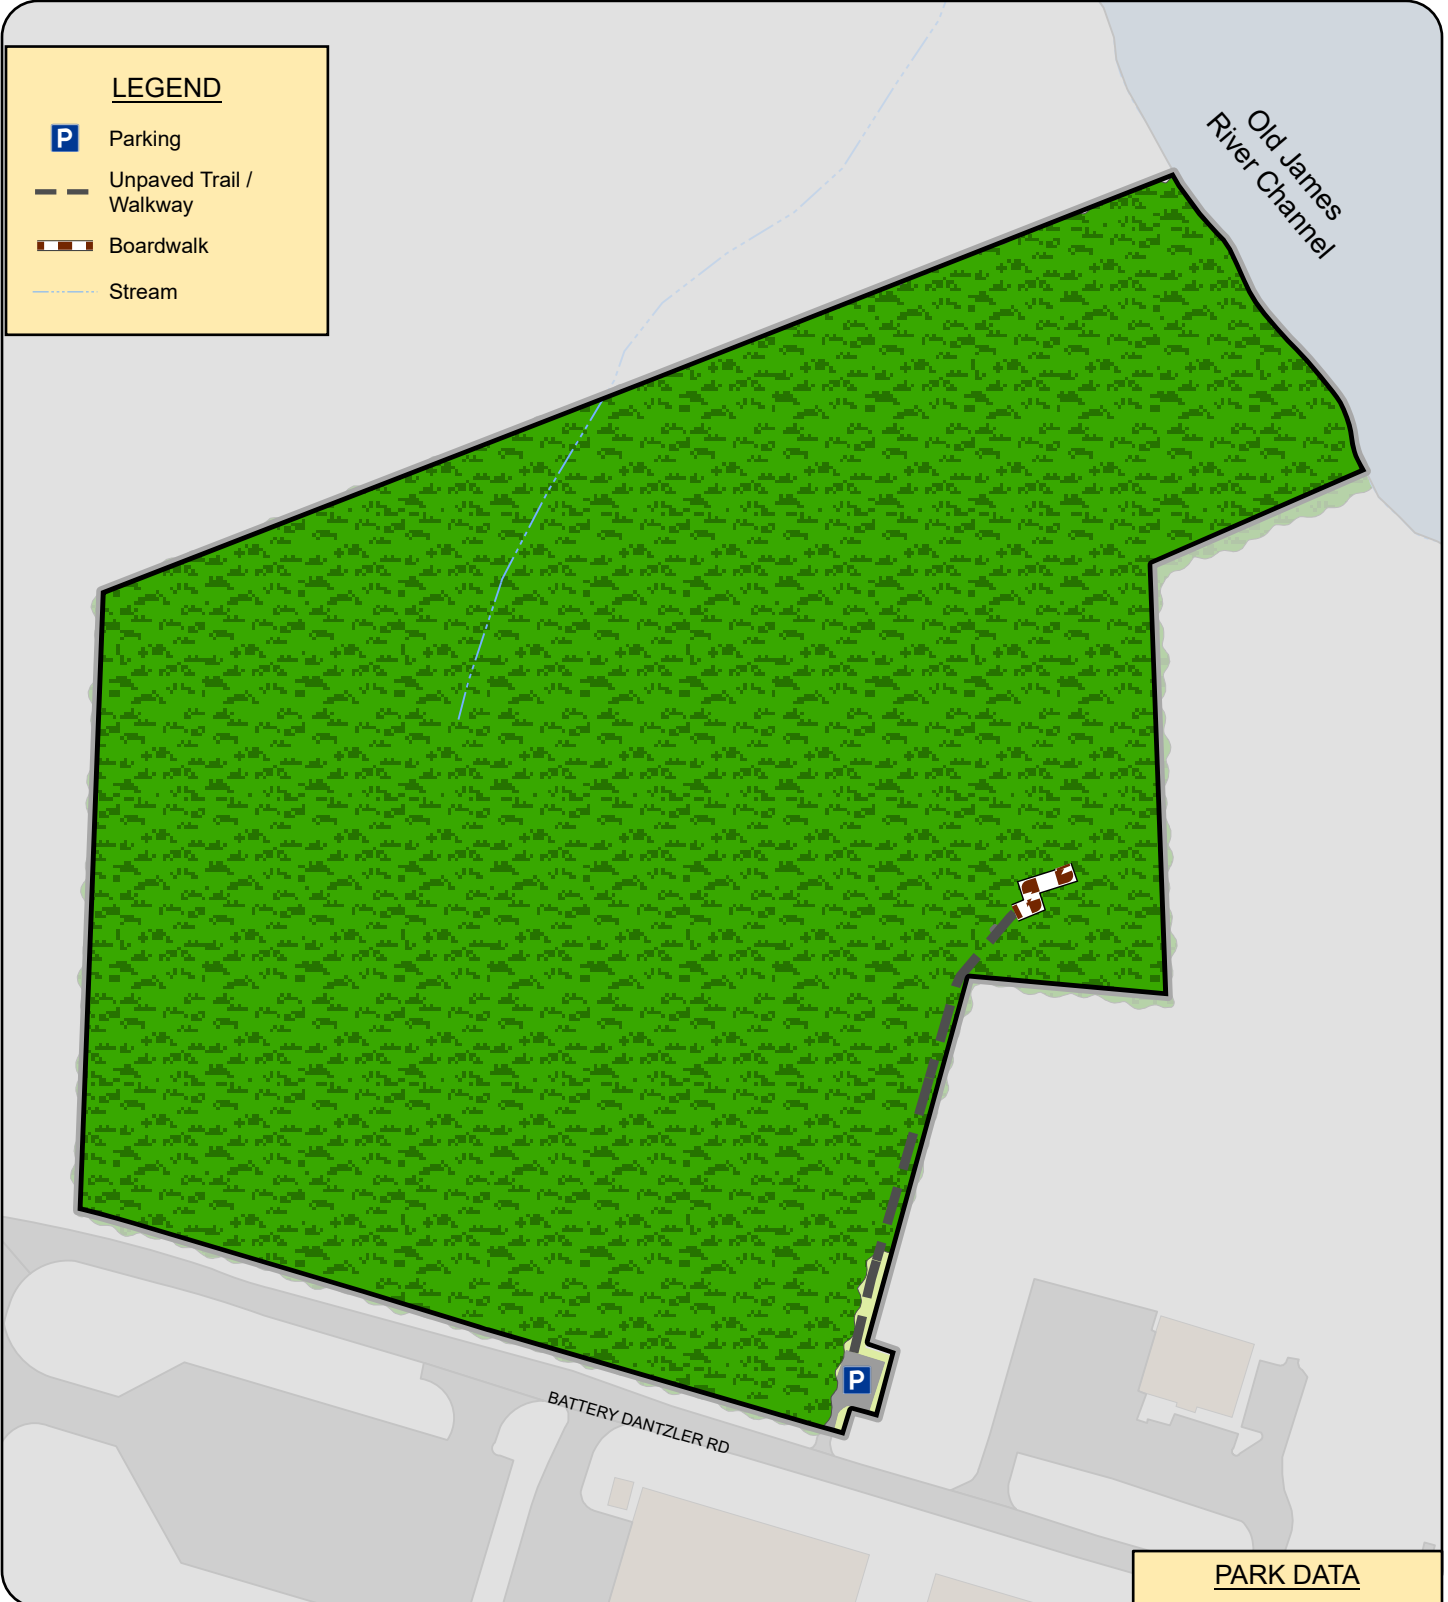 LEGEND
P Parking
Unpaved Trail /
Walkway
Boardwalk
Stream
Old James
River Channel
P
BATTERY DANTZLER RD
PARK DATA